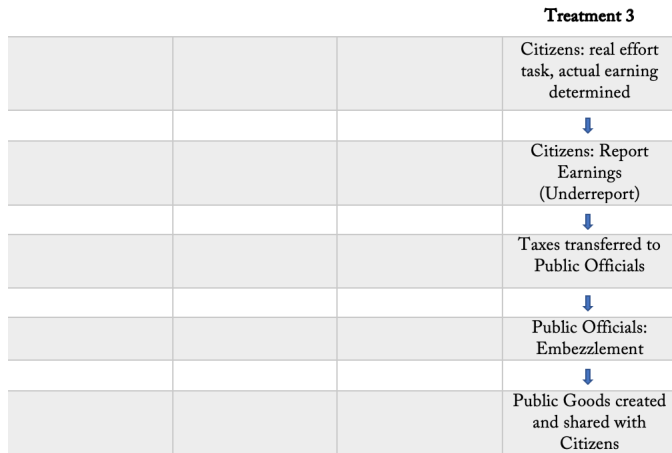 Treatment 3
Citizens: real effort
task, actual earning
determined
Citizens: Report
Earnings
(Underreport)
Taxes transferred to
Public Officials
Public Officials:
Embezzlement
Public Goods created
and shared with
Citizens